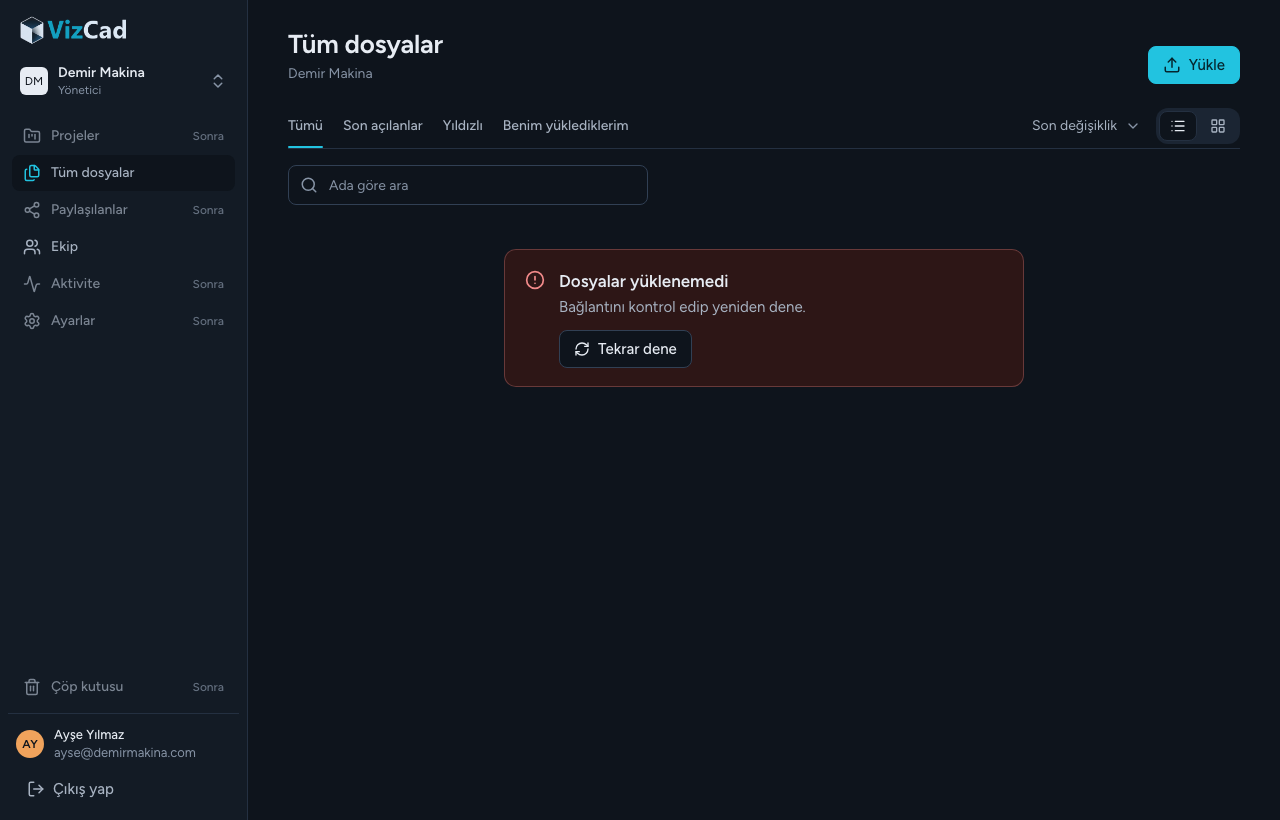 VizCad
DM
Demir Makina
Yönetici
Projeler Sonra
Tüm dosyalar
Paylaşılanlar Sonra
Ekip
Aktivite Sonra
Ayarlar Sonra
Çöp kutusu Sonra
AY
Ayşe Yılmaz
ayse@demirmakina.com
Çıkış yap
Tüm dosyalar
Demir Makina
Yükle
Tümü Son açılanlar Yıldızlı Benim yüklediklerim Son değişiklik
Ada göre ara
Dosyalar yüklenemedi
Bağlantını kontrol edip yeniden dene.
Tekrar dene